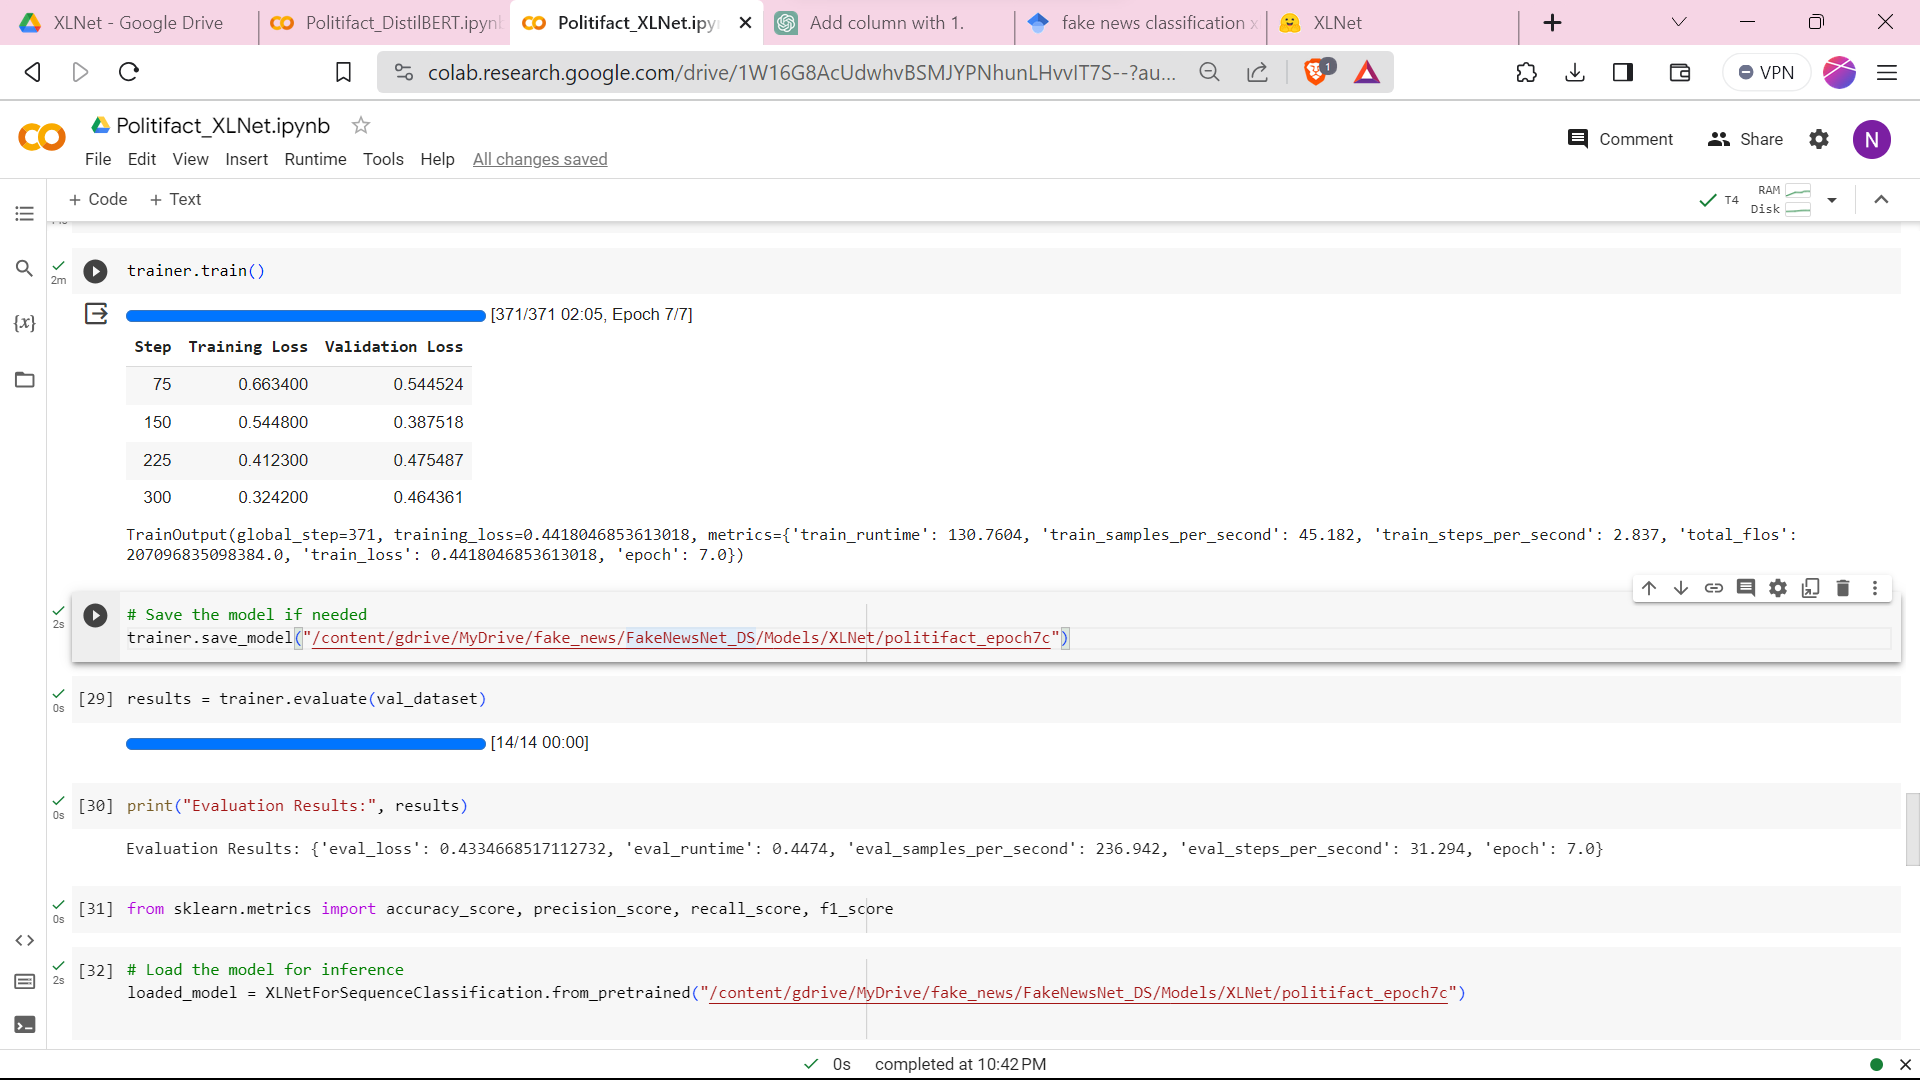 XLNet - Google Drive
Politifact_DistilBERT.ipynb
Politifact_XLNet.ipy
Add column with 1.
fake news classification x
XLNet
colab.research.google.com/drive/1W16G8AcUdwhvBSMJYPNhunLHvvIT7S--?au...
1
VPN
Politifact_XLNet.ipynb
Comment
Share
N
File Edit View Insert Runtime Tools Help All changes saved
+ Code + Text
T4
RAM
Disk
{x}
2m
trainer.train()
[371/371 02:05, Epoch 7/7]
Step Training Loss Validation Loss
75 0.663400 0.544524
150 0.544800 0.387518
225 0.412300 0.475487
300 0.324200 0.464361
TrainOutput(global_step=371, training_loss=0.4418046853613018, metrics={'train_runtime': 130.7604, 'train_samples_per_second': 45.182, 'train_steps_per_second': 2.837, 'total_flos':
207096835098384.0, 'train_loss': 0.4418046853613018, 'epoch': 7.0})
2s
# Save the model if needed
trainer.save_model("/content/gdrive/MyDrive/fake_news/FakeNewsNet_DS/Models/XLNet/politifact_epoch7c")
0s
[29] results = trainer.evaluate(val_dataset)
[14/14 00:00]
0s
[30] print("Evaluation Results:", results)
Evaluation Results: {'eval_loss': 0.4334668517112732, 'eval_runtime': 0.4474, 'eval_samples_per_second': 236.942, 'eval_steps_per_second': 31.294, 'epoch': 7.0}
0s
[31] from sklearn.metrics import accuracy_score, precision_score, recall_score, f1_score
2s
[32] # Load the model for inference
loaded_model = XLNetForSequenceClassification.from_pretrained("/content/gdrive/MyDrive/fake_news/FakeNewsNet_DS/Models/XLNet/politifact_epoch7c")
0s completed at 10:42 PM